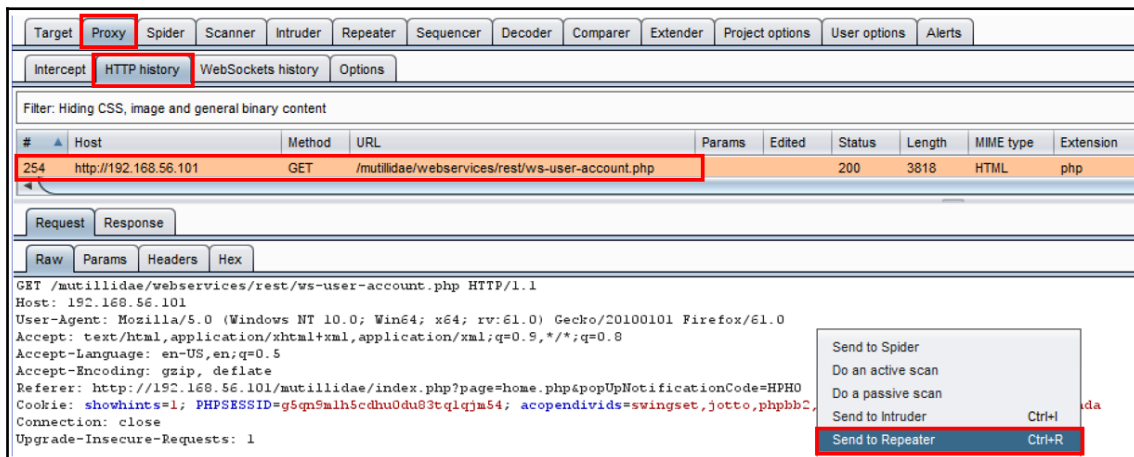 Target Proxy Spider Scanner Intruder Repeater Sequencer Decoder Comparer Extender Project options User options Alerts
Intercept HTTP history WebSockets history Options
Filter: Hiding CSS, image and general binary content
# Host Method URL Params Edited Status Length MIME type Extension
254 http://192.168.56.101 GET /mutillidae/webservices/rest/ws-user-account.php 200 3818 HTML php
Request Response
Raw Params Headers Hex
GET /mutillidae/webservices/rest/ws-user-account.php HTTP/1.1
Host: 192.168.56.101
User-Agent: Mozilla/5.0 (Windows NT 10.0; Win64; x64; rv:61.0) Gecko/20100101 Firefox/61.0
Accept: text/html,application/xhtml+xml,application/xml;q=0.9,*/*;q=0.8
Accept-Language: en-US,en;q=0.5
Accept-Encoding: gzip, deflate
Referer: http://192.168.56.101/mutillidae/index.php?page=home.php&popUpNotificationCode=HPH0
Cookie: showhints=1; PHPSESSID=g5qn9mlh5cdhu0du83tqlqjm54; acopendivids=swingset,jotto,phpbb2, ada
Connection: close
Upgrade-Insecure-Requests: 1
Send to Spider
Do an active scan
Do a passive scan
Send to Intruder Ctrl+I
Send to Repeater Ctrl+R